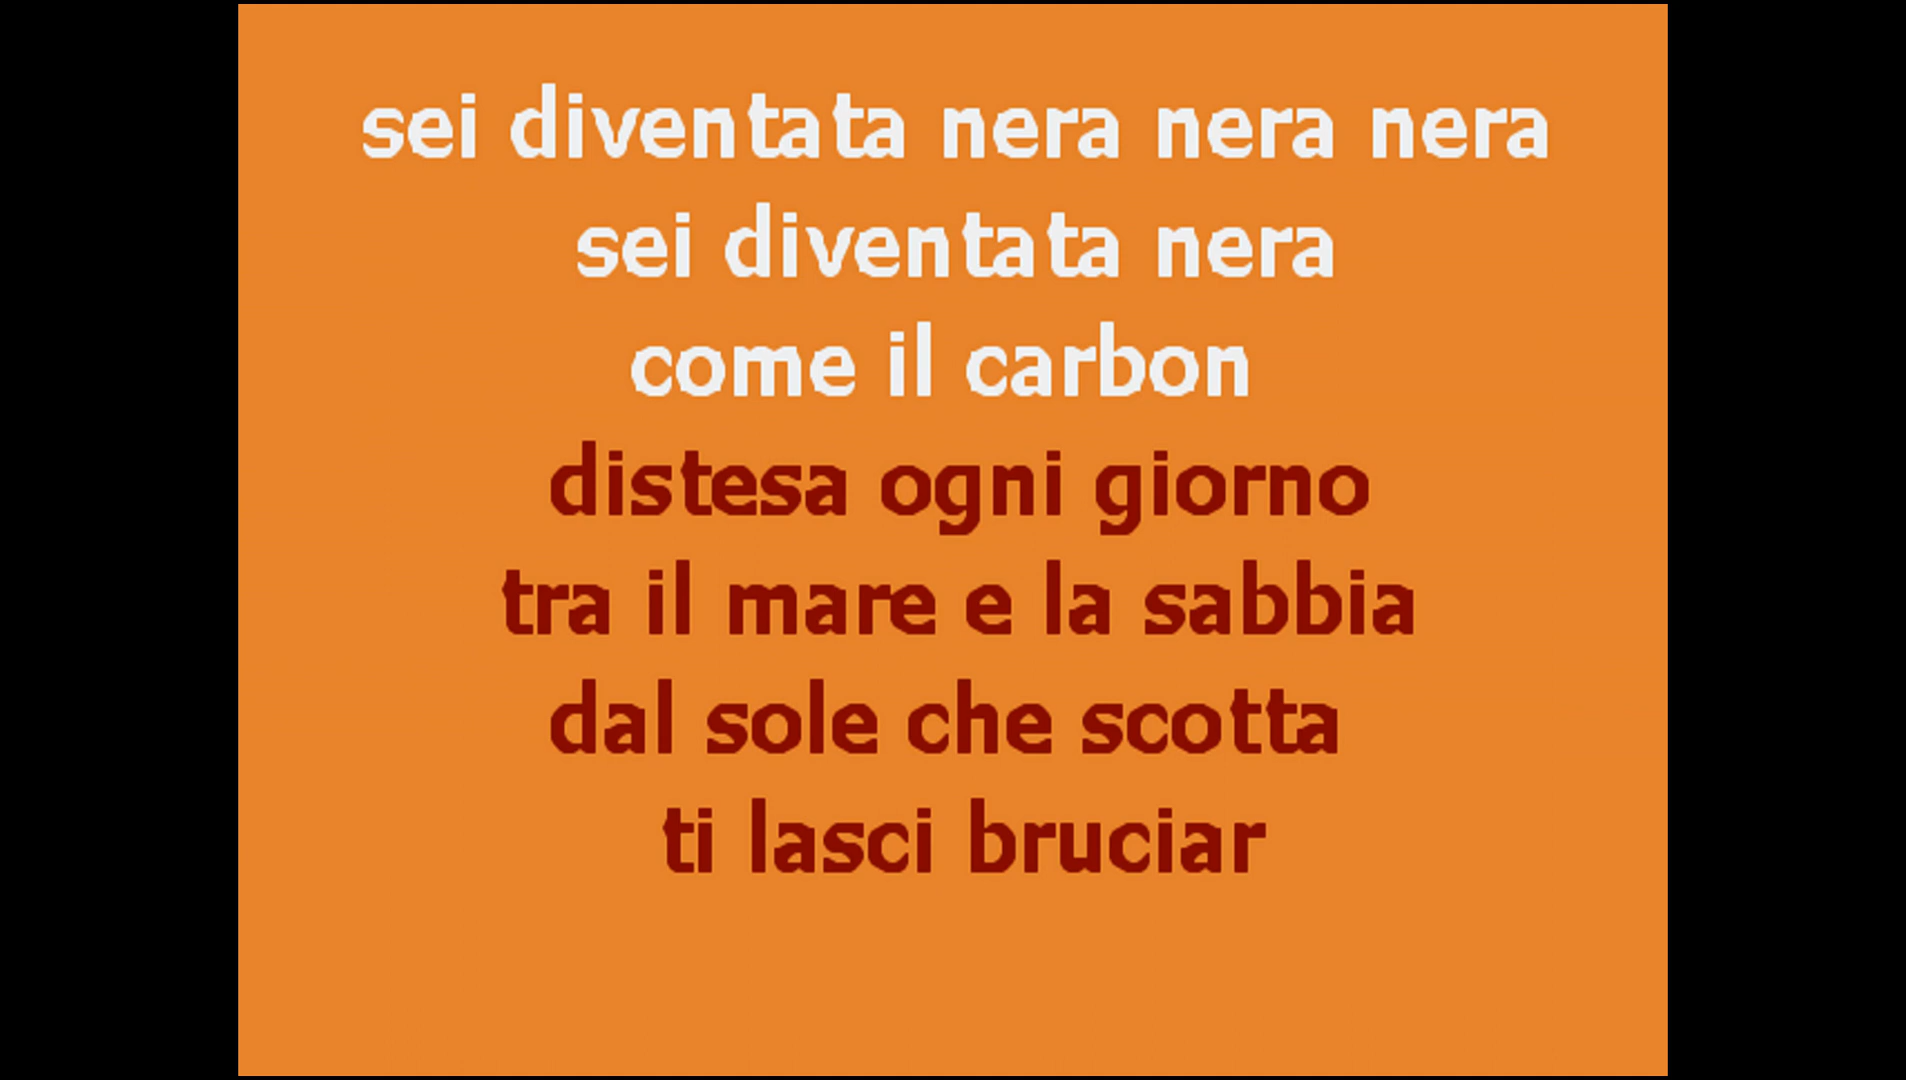 sei diventata nera nera nera
sei diventata nera
come il carbon
distesa ogni giorno
tra il mare e la sabbia
dal sole che scotta
ti lasci bruciar